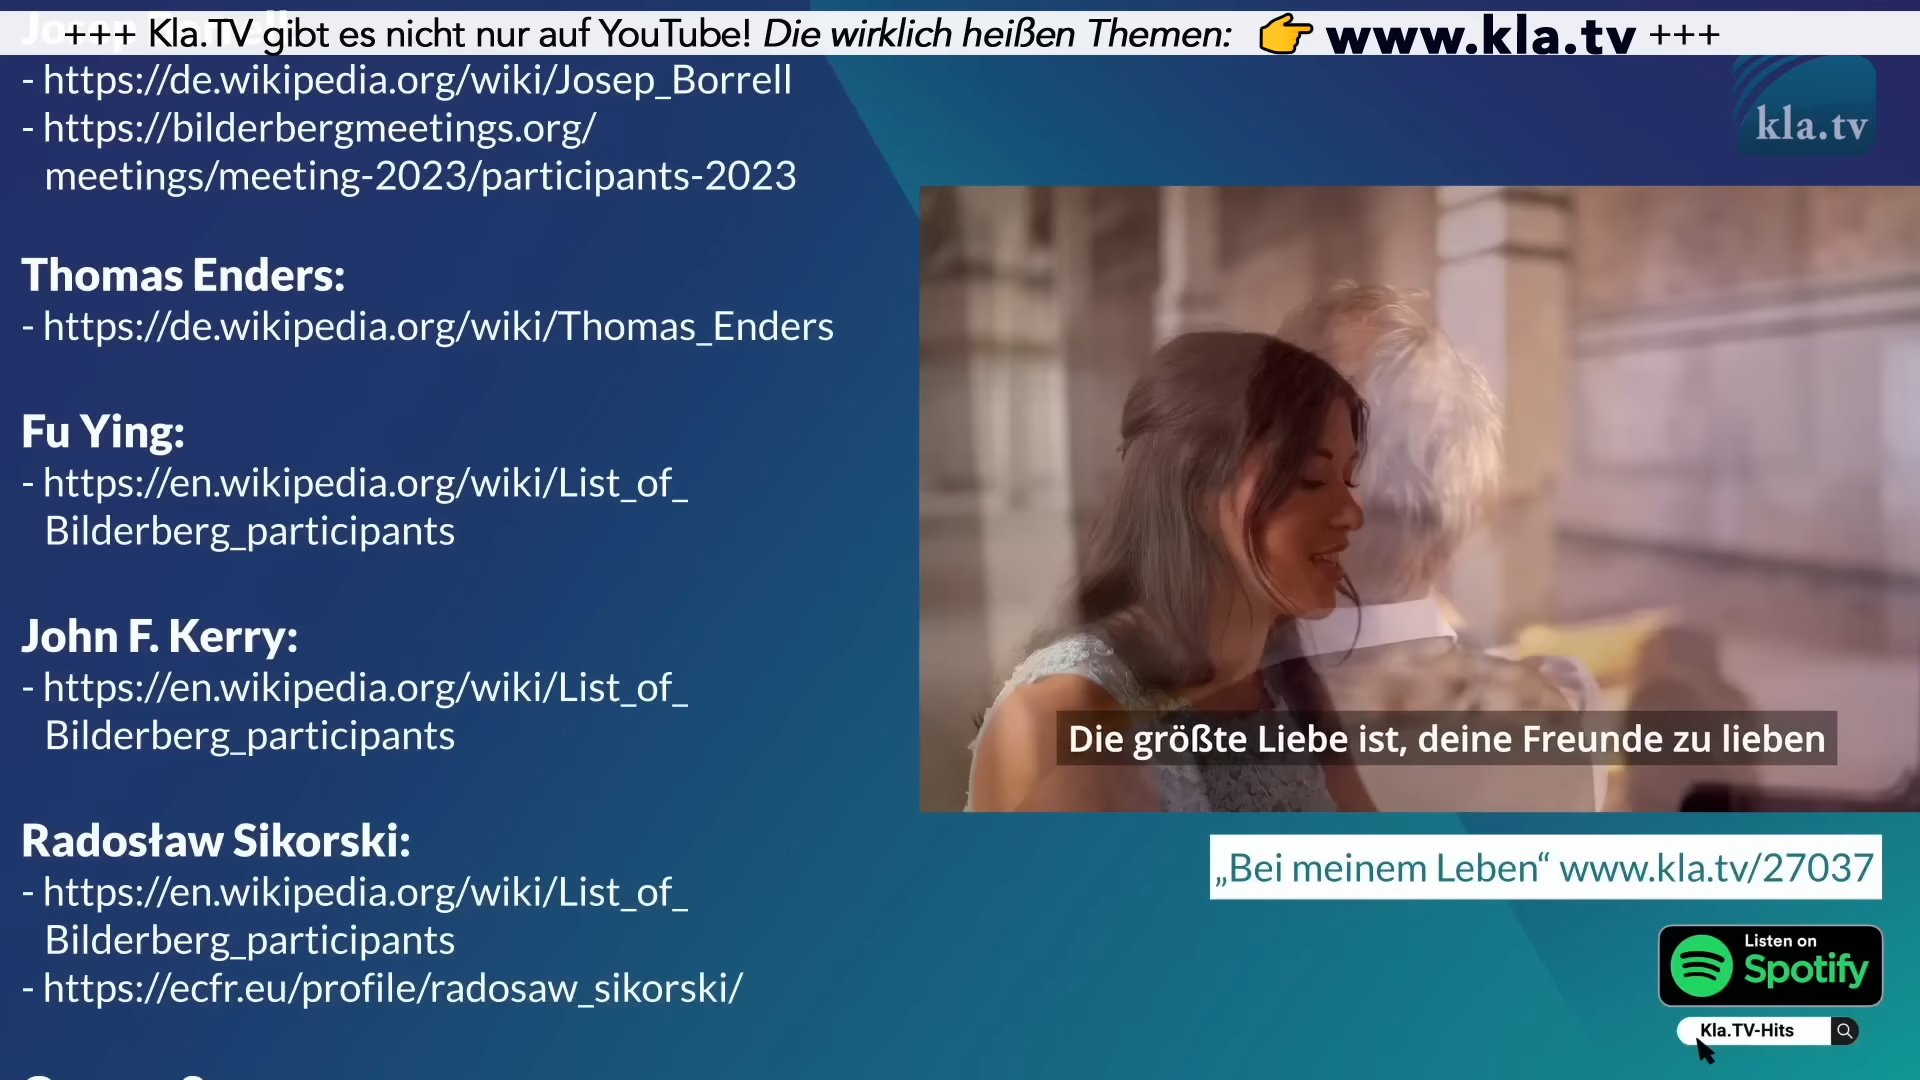 +++ Kla.TV gibt es nicht nur auf YouTube! Die wirklich heißen Themen: 👉 www.kla.tv +++
- https://de.wikipedia.org/wiki/Josep_Borrell
- https://bilderbergmeetings.org/
meetings/meeting-2023/participants-2023
kla.tv
Thomas Enders:
- https://de.wikipedia.org/wiki/Thomas_Enders
Fu Ying:
- https://en.wikipedia.org/wiki/List_of_
Bilderberg_participants
John F. Kerry:
- https://en.wikipedia.org/wiki/List_of_
Bilderberg_participants
Radosław Sikorski:
- https://en.wikipedia.org/wiki/List_of_
Bilderberg_participants
- https://ecfr.eu/profile/radosaw_sikorski/
Die größte Liebe ist, deine Freunde zu lieben
„Bei meinem Leben“ www.kla.tv/27037
Listen on
Spotify
Kla.TV-Hits